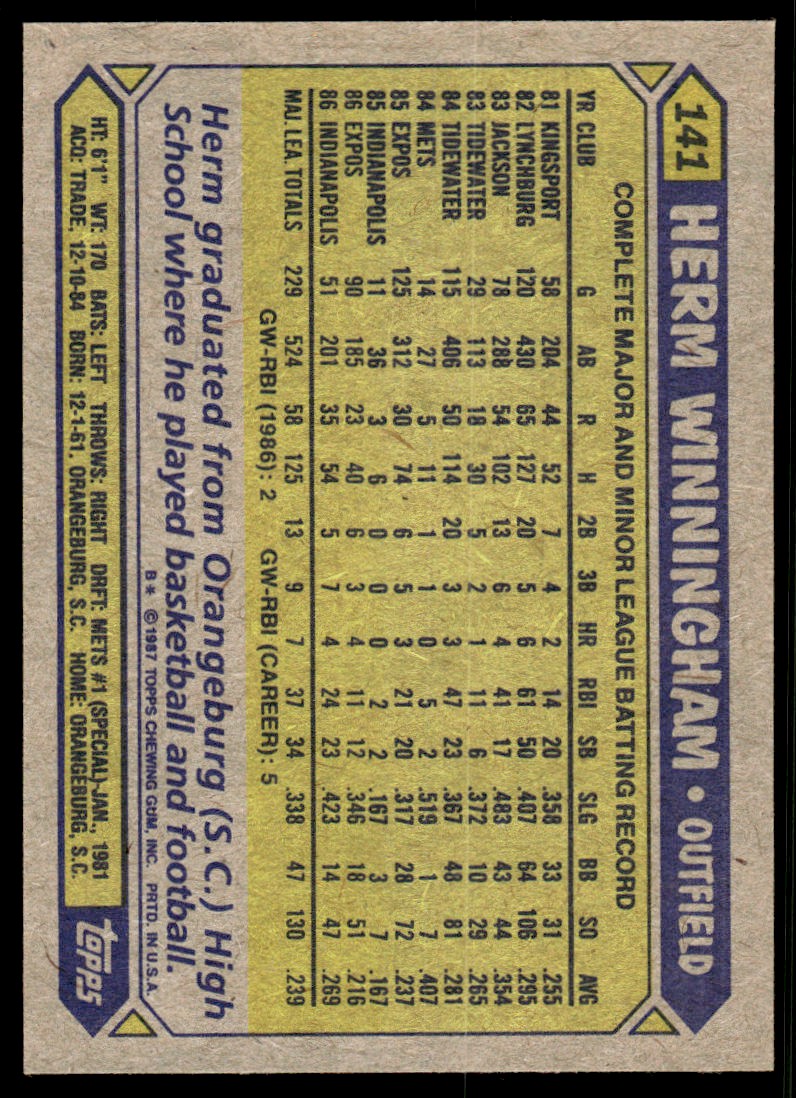 141 HERM WINNINGHAM • OUTFIELD
COMPLETE MAJOR AND MINOR LEAGUE BATTING RECORD
YR CLUB G AB R H 2B 3B HR RBI SB SLG BB SO AVG
81 KINGSPORT 58 204 44 52 7 4 2 14 20 .358 33 31 .255
82 LYNCHBURG 120 430 65 127 20 5 6 61 50 .407 64 106 .295
83 JACKSON 78 288 54 102 13 6 4 41 17 .483 43 44 .354
83 TIDEWATER 29 113 18 30 5 2 1 11 6 .372 10 29 .265
84 TIDEWATER 115 406 50 114 20 3 3 47 23 .367 48 81 .281
84 METS 14 27 5 11 1 1 0 5 2 .519 1 7 .407
85 EXPOS 125 312 30 74 6 5 3 21 20 .317 28 72 .237
85 INDIANAPOLIS 11 36 3 6 0 0 0 2 2 .167 3 7 .167
86 EXPOS 90 185 23 40 6 3 4 11 12 .346 18 51 .216
86 INDIANAPOLIS 51 201 35 54 5 7 4 24 23 .423 14 47 .269
MAJ. LEA. TOTALS 229 524 58 125 13 9 7 37 34 .338 47 130 .239
GW-RBI (1986): 2 GW-RBI (CAREER): 5
Herm graduated from Orangeburg (S.C.) High
School where he played basketball and football.
B* © 1987 TOPPS CHEWING GUM, INC. PRTD. IN U.S.A.
HT: 6'1" WT: 170 BATS: LEFT THROWS: RIGHT DRFT: METS #1 (SPECIAL)-JAN., 1981
ACQ: TRADE, 12-10-84 BORN: 12-1-61, ORANGEBURG, S.C. HOME: ORANGEBURG, S.C.
topps